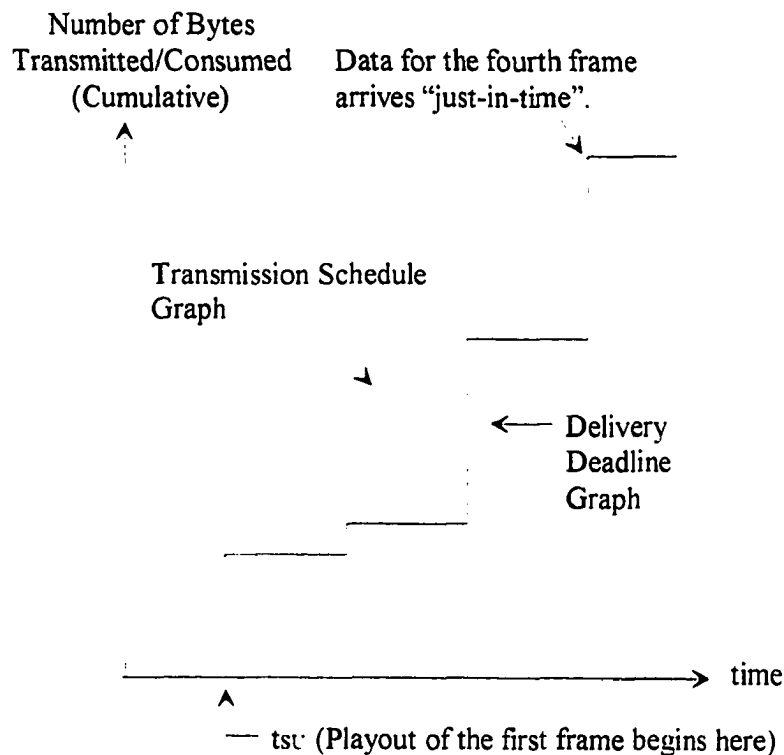 Number of Bytes
Transmitted/Consumed
(Cumulative)
Data for the fourth frame
arrives “just-in-time”.
Transmission Schedule
Graph
Delivery
Deadline
Graph
time
(Playout of the first frame begins here)